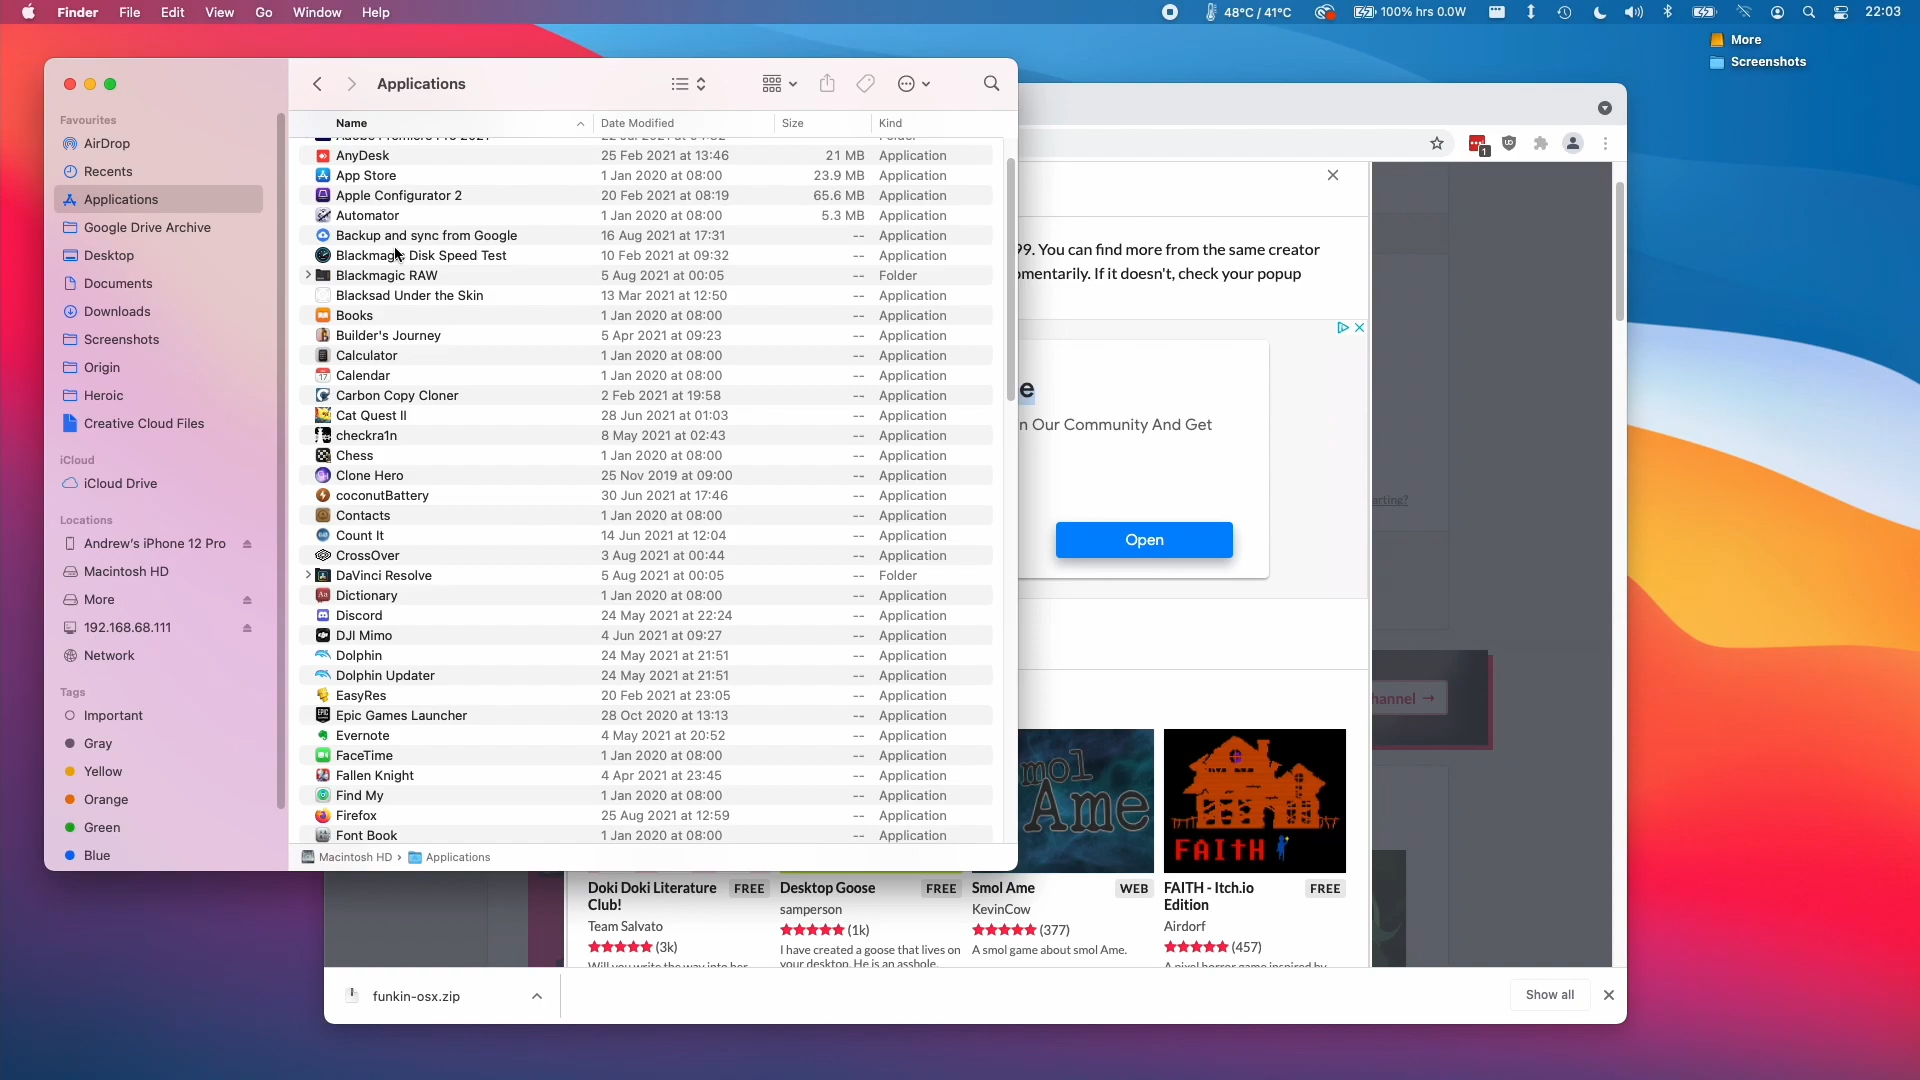 Finder File Edit View Go Window Help
48°C / 41°C 100% hrs 0.0W 22:03
More
Screenshots
Applications
Favourites
AirDrop
Recents
Applications
Google Drive Archive
Desktop
Documents
Downloads
Screenshots
Origin
Heroic
Creative Cloud Files
iCloud
iCloud Drive
Locations
Andrew's iPhone 12 Pro
Macintosh HD
More
192.168.68.111
Network
Tags
Important
Gray
Yellow
Orange
Green
Blue
Name Date Modified Size Kind
AnyDesk 25 Feb 2021 at 13:46 21 MB Application
App Store 1 Jan 2020 at 08:00 23.9 MB Application
Apple Configurator 2 20 Feb 2021 at 08:19 65.6 MB Application
Automator 1 Jan 2020 at 08:00 5.3 MB Application
Backup and sync from Google 16 Aug 2021 at 17:31 -- Application
Blackmagic Disk Speed Test 10 Feb 2021 at 09:32 -- Application
Blackmagic RAW 5 Aug 2021 at 00:05 -- Folder
Blacksad Under the Skin 13 Mar 2021 at 12:50 -- Application
Books 1 Jan 2020 at 08:00 -- Application
Builder's Journey 5 Apr 2021 at 09:23 -- Application
Calculator 1 Jan 2020 at 08:00 -- Application
Calendar 1 Jan 2020 at 08:00 -- Application
Carbon Copy Cloner 2 Feb 2021 at 19:58 -- Application
Cat Quest II 28 Jun 2021 at 01:03 -- Application
checkra1n 8 May 2021 at 02:43 -- Application
Chess 1 Jan 2020 at 08:00 -- Application
Clone Hero 25 Nov 2019 at 09:00 -- Application
coconutBattery 30 Jun 2021 at 17:46 -- Application
Contacts 1 Jan 2020 at 08:00 -- Application
Count It 14 Jun 2021 at 12:04 -- Application
CrossOver 3 Aug 2021 at 00:44 -- Application
DaVinci Resolve 5 Aug 2021 at 00:05 -- Folder
Dictionary 1 Jan 2020 at 08:00 -- Application
Discord 24 May 2021 at 22:24 -- Application
DJI Mimo 4 Jun 2021 at 09:27 -- Application
Dolphin 24 May 2021 at 21:51 -- Application
Dolphin Updater 24 May 2021 at 21:51 -- Application
EasyRes 20 Feb 2021 at 23:05 -- Application
Epic Games Launcher 28 Oct 2020 at 13:13 -- Application
Evernote 4 May 2021 at 20:52 -- Application
FaceTime 1 Jan 2020 at 08:00 -- Application
Fallen Knight 4 Apr 2021 at 23:45 -- Application
Find My 1 Jan 2020 at 08:00 -- Application
Firefox 25 Aug 2021 at 12:59 -- Application
Font Book 1 Jan 2020 at 08:00 -- Application
Macintosh HD › Applications
99. You can find more from the same creator
omentarily. If it doesn't, check your popup
e
n Our Community And Get
Open
arting?
hannel →
mol
Ame
FAITH
Doki Doki Literature Club! FREE
Team Salvato
(3k)
Desktop Goose FREE
samperson
(1k)
I have created a goose that lives on
your desktop. He is an asshole.
Smol Ame WEB
KevinCow
(377)
A smol game about smol Ame.
FAITH - Itch.io Edition FREE
Airdorf
(457)
funkin-osx.zip
Show all